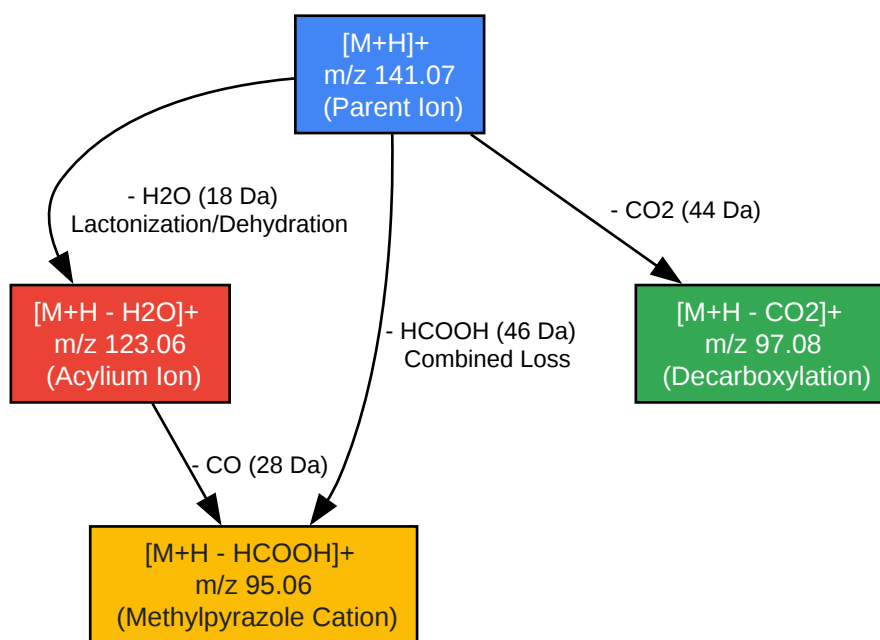 [M+H]+
m/z 141.07
(Parent Ion)
- H2O (18 Da)
Lactonization/Dehydration
- CO2 (44 Da)
[M+H - H2O]+
m/z 123.06
(Acylium Ion)
- HCOOH (46 Da)
Combined Loss
[M+H - CO2]+
m/z 97.08
(Decarboxylation)
- CO (28 Da)
[M+H - HCOOH]+
m/z 95.06
(Methylpyrazole Cation)